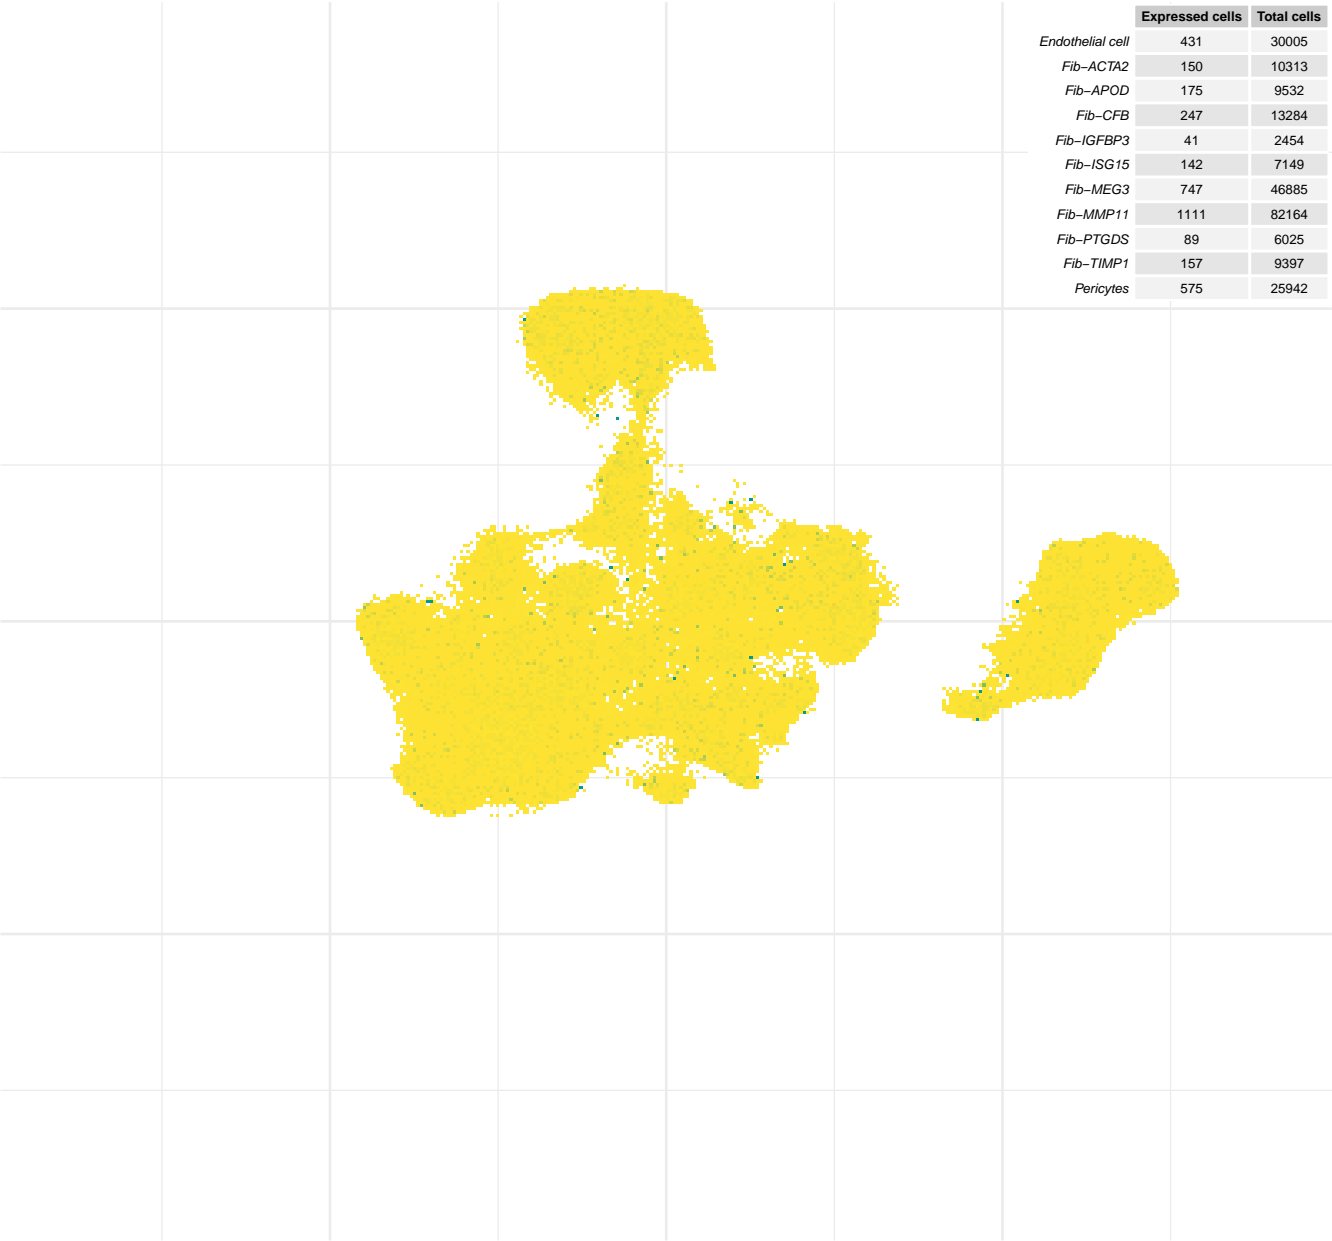 Expressed cells Total cells
Endothelial cell 431 30005
Fib−ACTA2 150 10313
Fib−APOD 175 9532
Fib−CFB 247 13284
Fib−IGFBP3 41 2454
Fib−ISG15 142 7149
Fib−MEG3 747 46885
Fib−MMP11 1111 82164
Fib−PTGDS 89 6025
Fib−TIMP1 157 9397
Pericytes 575 25942